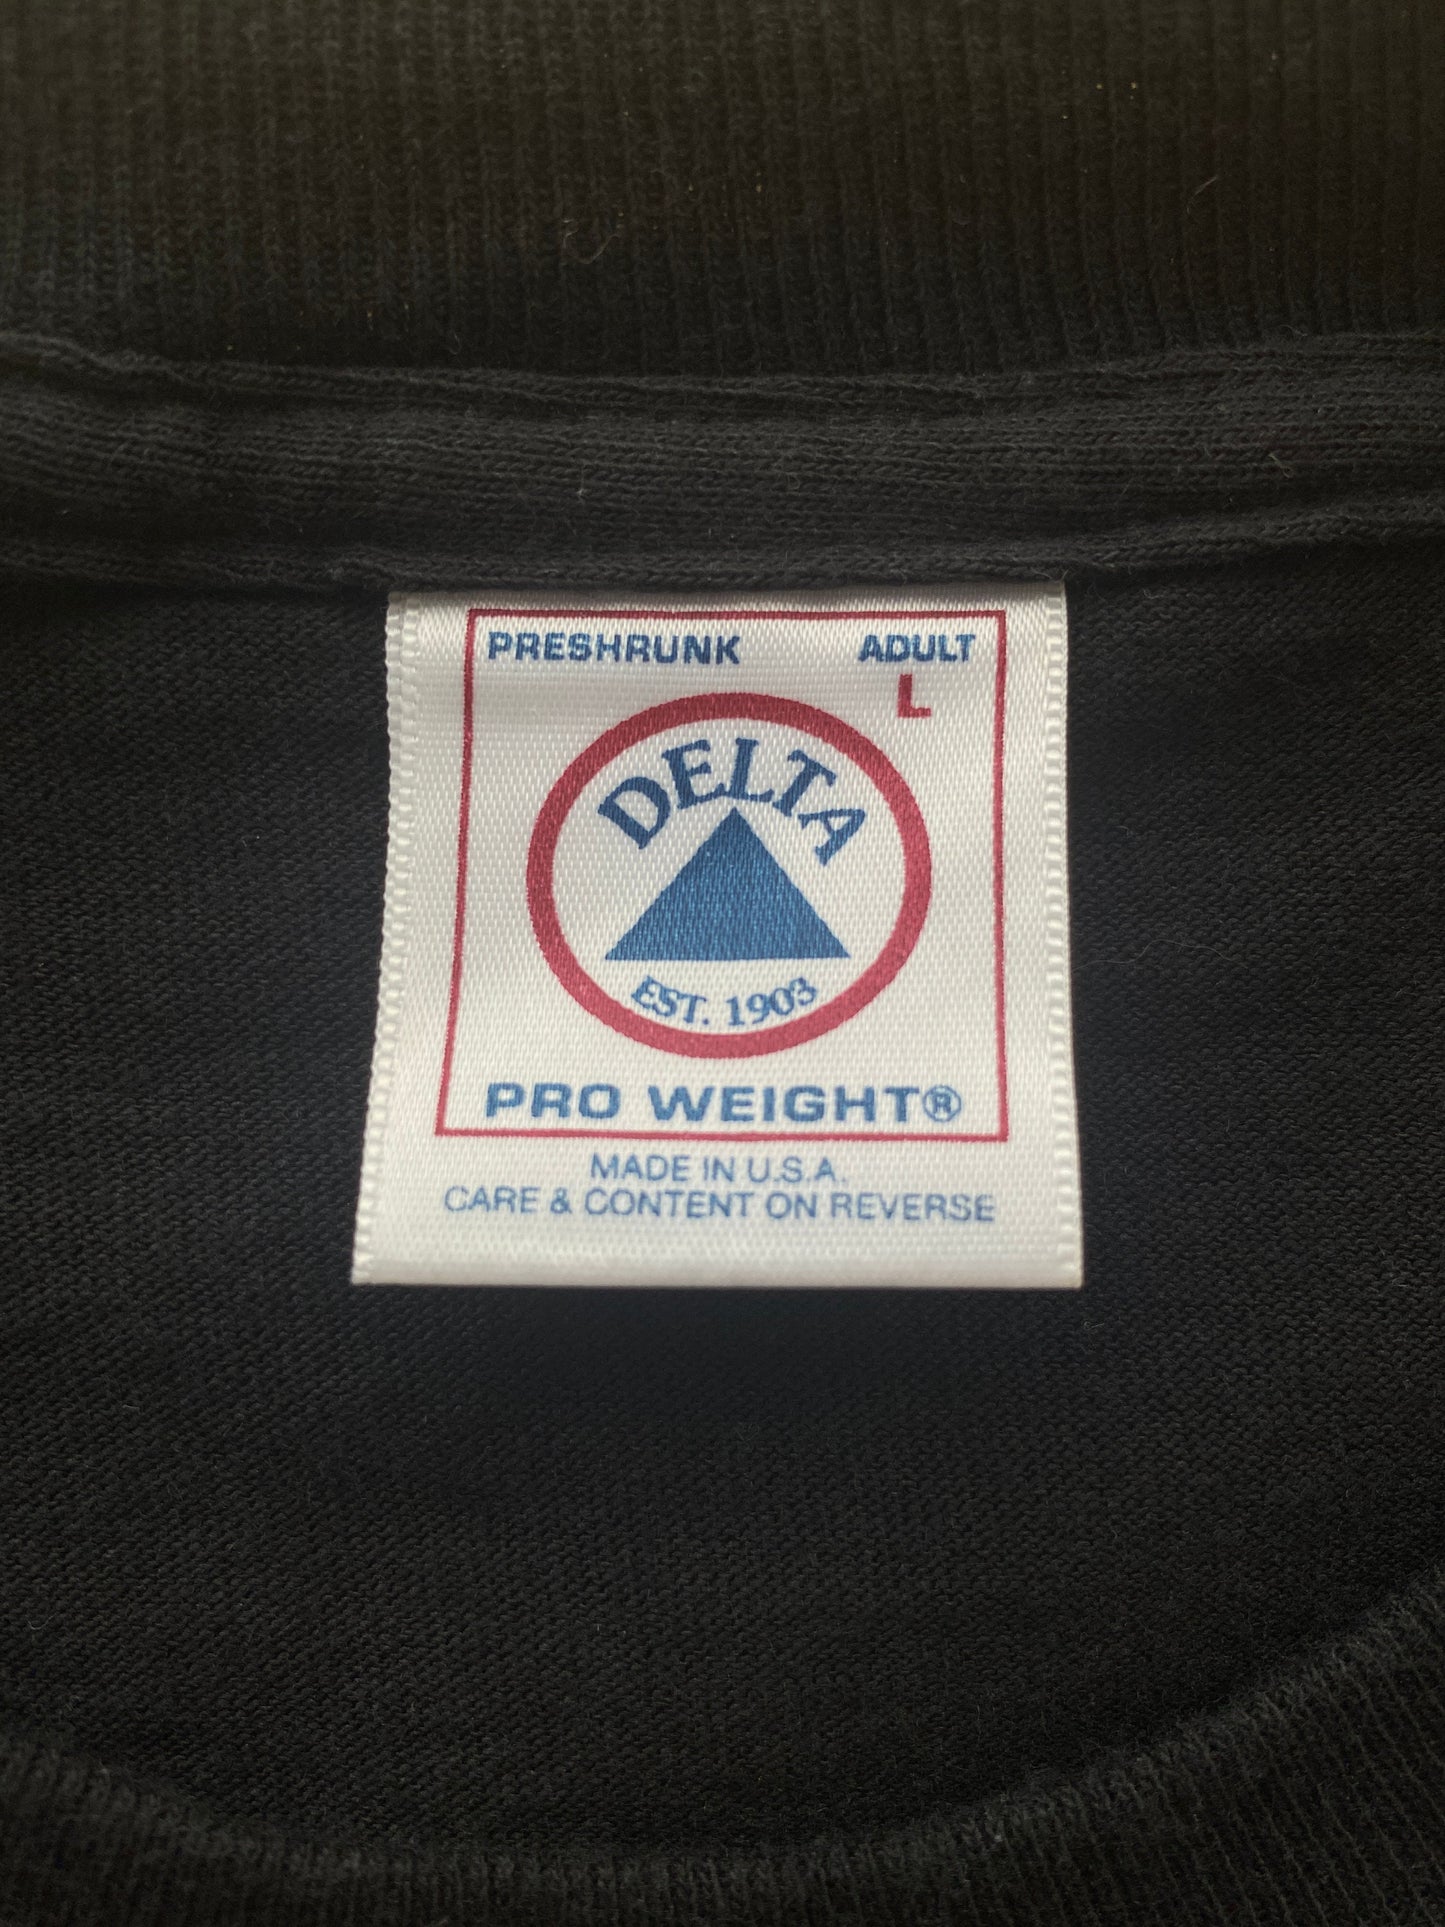 PRESHRUNK ADULT
L
DELTA
EST. 1903
PRO WEIGHT®
MADE IN U.S.A.
CARE & CONTENT ON REVERSE